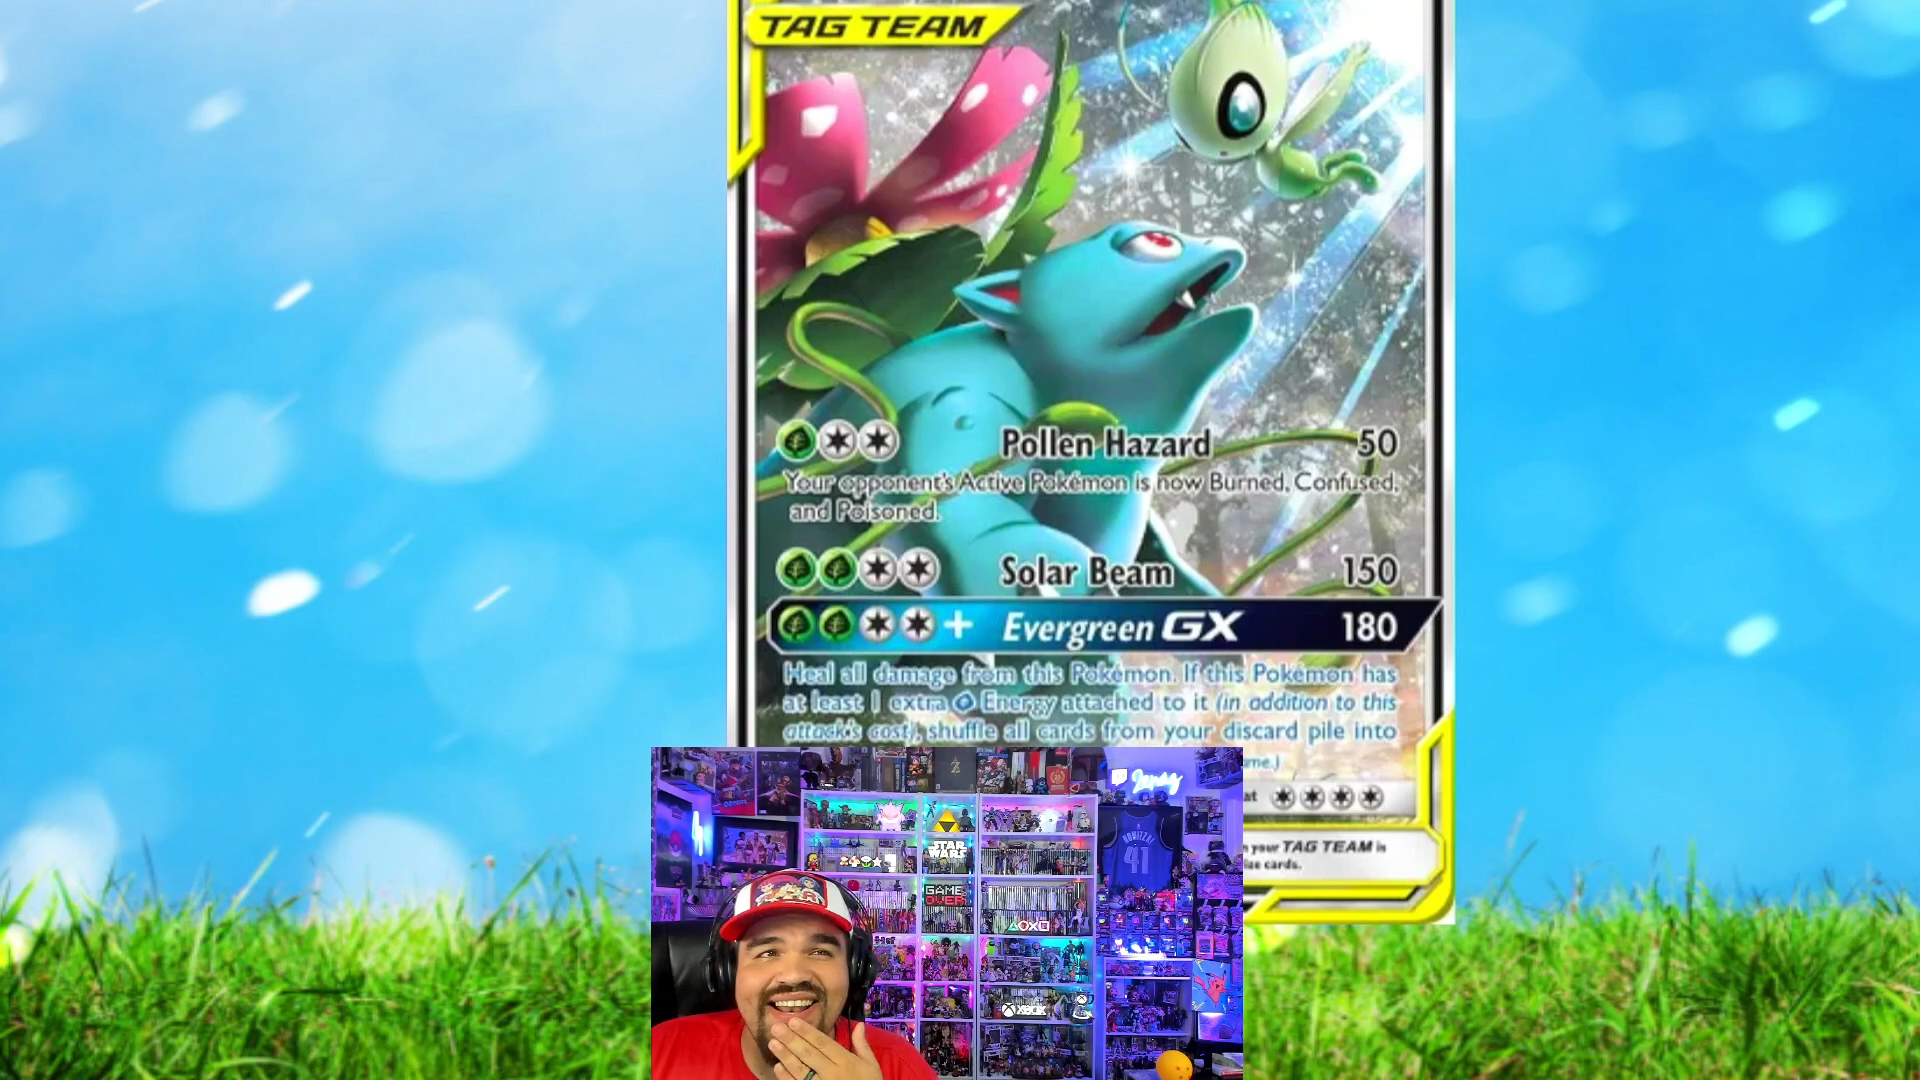 TAG TEAM
Pollen Hazard 50
Your opponent's Active Pokémon is now Burned, Confused,
and Poisoned.
Solar Beam 150
+ Evergreen GX 180
Heal all damage from this Pokémon. If this Pokémon has
at least 1 extra Energy attached to it (in addition to this
attack's cost), shuffle all cards from your discard pile into
at
your TAG TEAM is
cards.
STAR
WARS
GAME
OVER
41
XBOX